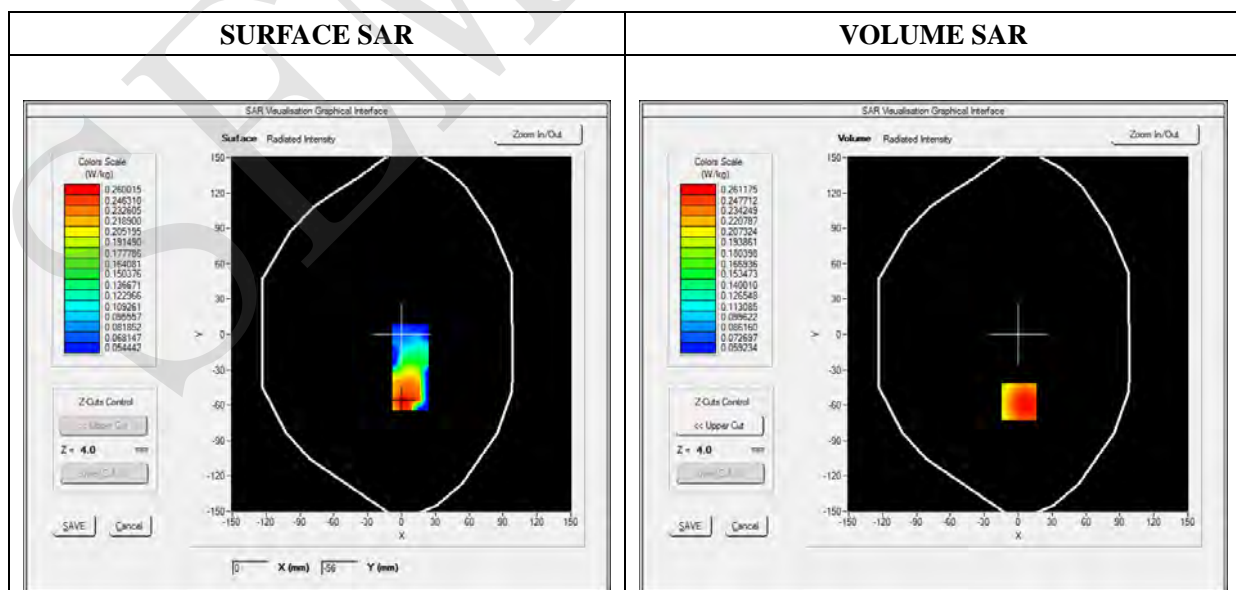 SURFACE SAR
VOLUME SAR
SAR Visualisation Graphical Interface
Surface Radiated Intensity
Zoom In/Out
Colors Scale
(W/kg)
0.260015
0.246310
0.232605
0.218900
0.205195
0.191490
0.177786
0.164081
0.150376
0.136671
0.122966
0.109261
0.095557
0.081852
0.068147
0.054442
150
120
90
60
30
0
-30
-60
-90
-120
-150
Y
-150 -120 -90 -60 -30 0 30 60 90 120 150
X
Z-Cuts Control
<< Upper Cut
Z = 4.0 mm
SAVE
Cancel
0 X (mm) -56 Y (mm)
SAR Visualisation Graphical Interface
Volume Radiated Intensity
Zoom In/Out
Colors Scale
(W/kg)
0.261175
0.247712
0.234249
0.220787
0.207324
0.193861
0.180398
0.166936
0.153473
0.140010
0.126548
0.113085
0.099622
0.086160
0.072697
0.059234
150
120
90
60
30
0
-30
-60
-90
-120
-150
Y
-150 -120 -90 -60 -30 0 30 60 90 120 150
X
Z-Cuts Control
<< Upper Cut
Z = 4.0 mm
SAVE
Cancel